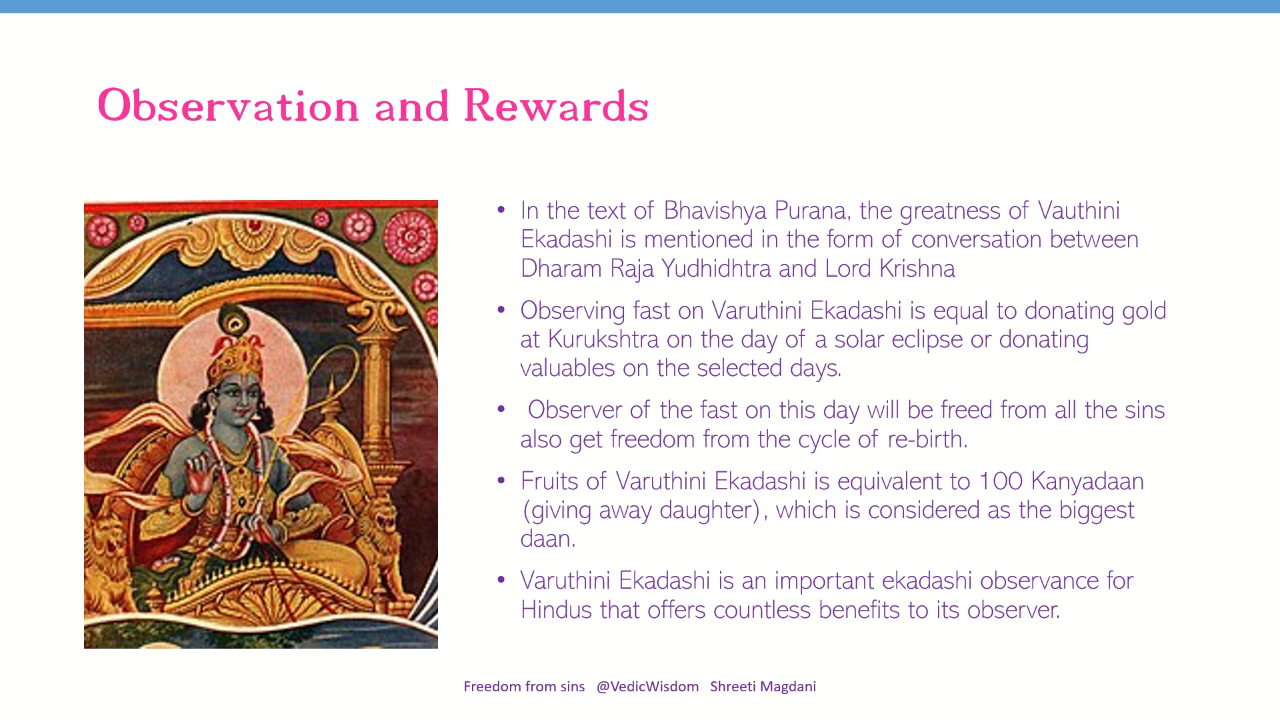 Observation and Rewards
• In the text of Bhavishya Purana, the greatness of Vauthini
Ekadashi is mentioned in the form of conversation between
Dharam Raja Yudhidhtra and Lord Krishna
• Observing fast on Varuthini Ekadashi is equal to donating gold
at Kurukshtra on the day of a solar eclipse or donating
valuables on the selected days.
• Observer of the fast on this day will be freed from all the sins
also get freedom from the cycle of re-birth.
• Fruits of Varuthini Ekadashi is equivalent to 100 Kanyadaan
(giving away daughter), which is considered as the biggest
daan.
• Varuthini Ekadashi is an important ekadashi observance for
Hindus that offers countless benefits to its observer.
Freedom from sins @VedicWisdom Shreeti Magdani